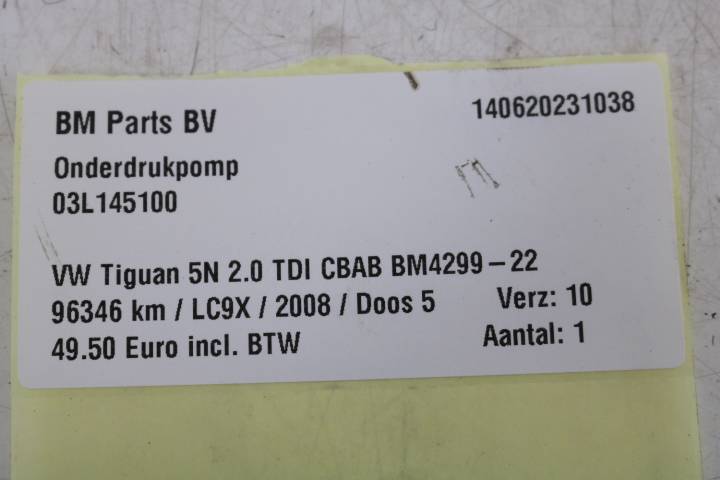 BM Parts BV 140620231038
Onderdrukpomp
03L145100
VW Tiguan 5N 2.0 TDI CBAB BM4299-22
96346 km / LC9X / 2008 / Doos 5 Verz: 10
49.50 Euro incl. BTW Aantal: 1